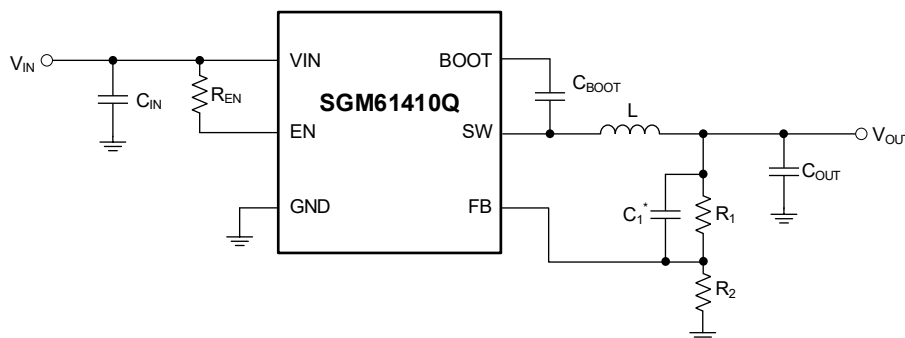 VIN
CIN
REN
VIN
EN
GND
SGM61410Q
BOOT
SW
FB
CBOOT
L
C1*
R1
R2
COUT
VOUT